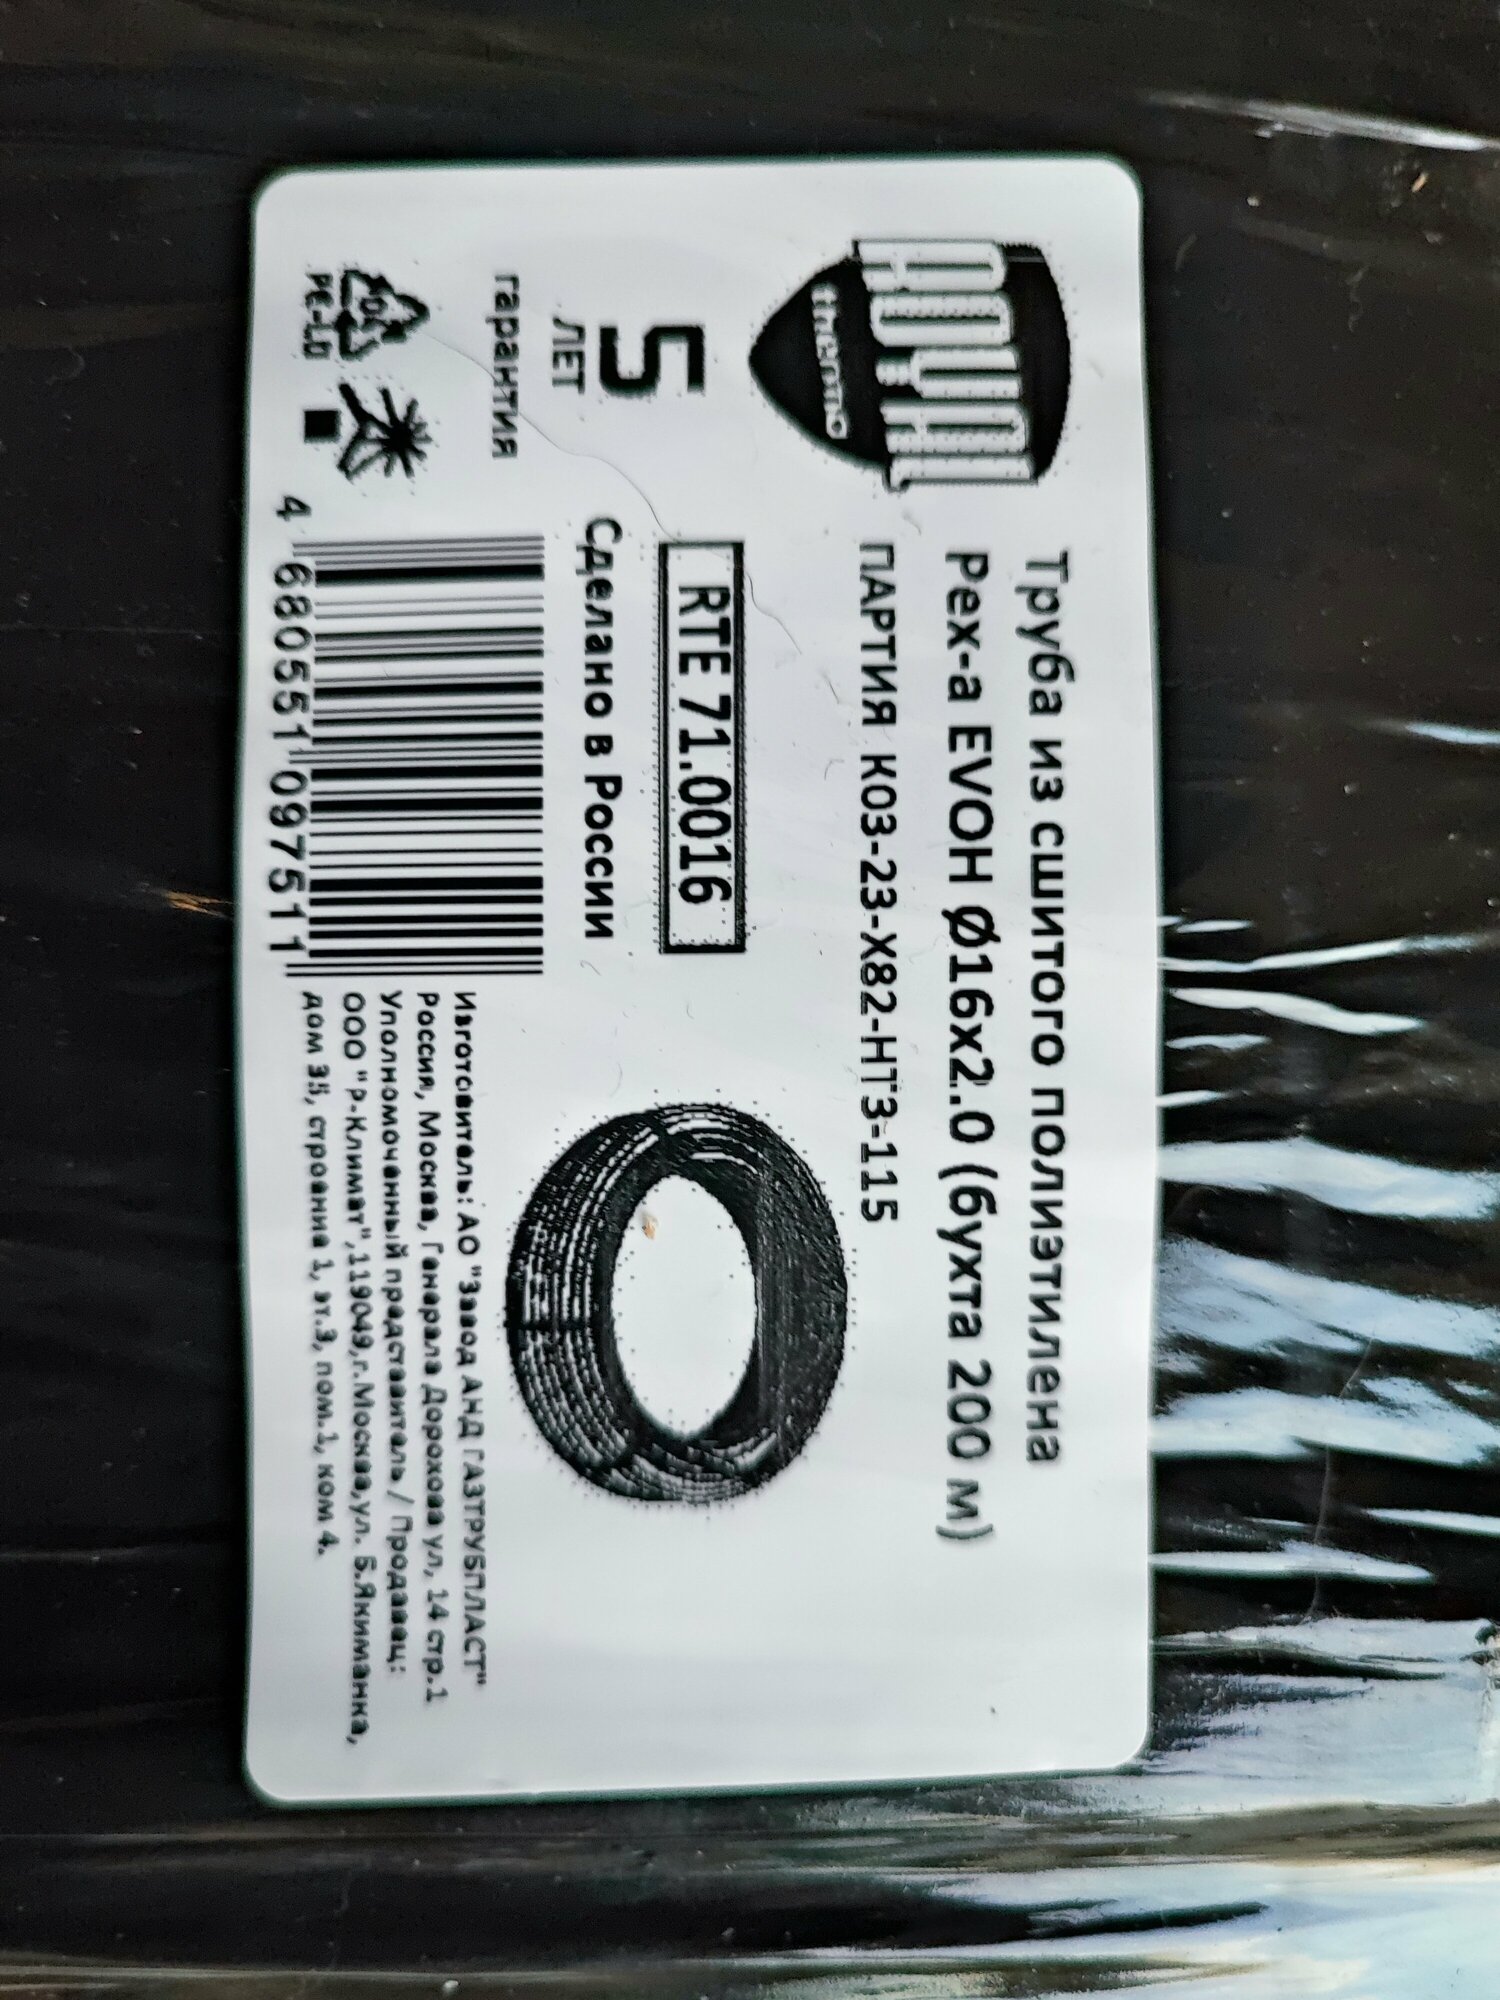 ROYAL
thermo
Труба из сшитого полиэтилена
Pex-a EVOH Ø16x2.0 (бухта 200 м)
ПАРТИЯ К03-23-Х82-НТ3-115
5
ЛЕТ
гарантия
RTE 71.0016
Сделано в России
04
PE-LD
4 680551 097511
Изготовитель: АО "Завод АНД ГАЗТРУБПЛАСТ"
Россия, Москва, Генерала Дорохова ул, 14 стр.1
Уполномоченный представитель / Продавец:
ООО "Р-Климат",119049,г.Москва,ул. Б.Якиманка,
дом 35, строение 1, эт.3, пом.1, ком 4.